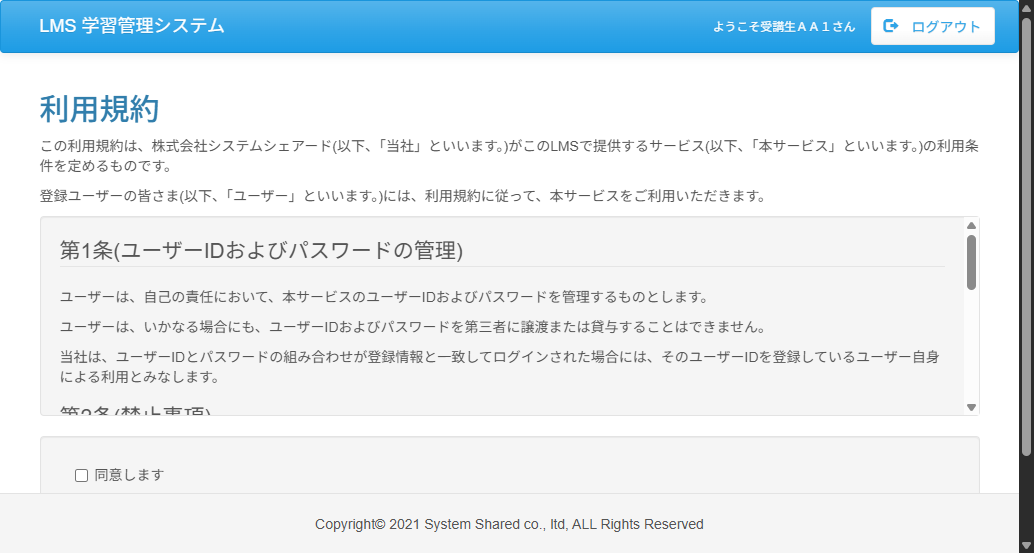 LMS 学習管理システム
ようこそ受講生ＡＡ１さん
ログアウト
利用規約
この利用規約は、株式会社システムシェアード(以下、「当社」といいます。)がこのLMSで提供するサービス(以下、「本サービス」といいます。)の利用条
件を定めるものです。
登録ユーザーの皆さま(以下、「ユーザー」といいます。)には、利用規約に従って、本サービスをご利用いただきます。
第1条(ユーザーIDおよびパスワードの管理)
ユーザーは、自己の責任において、本サービスのユーザーIDおよびパスワードを管理するものとします。
ユーザーは、いかなる場合にも、ユーザーIDおよびパスワードを第三者に譲渡または貸与することはできません。
当社は、ユーザーIDとパスワードの組み合わせが登録情報と一致してログインされた場合には、そのユーザーIDを登録しているユーザー自身
による利用とみなします。
第2条(禁止事項)
同意します
Copyright© 2021 System Shared co., ltd, ALL Rights Reserved